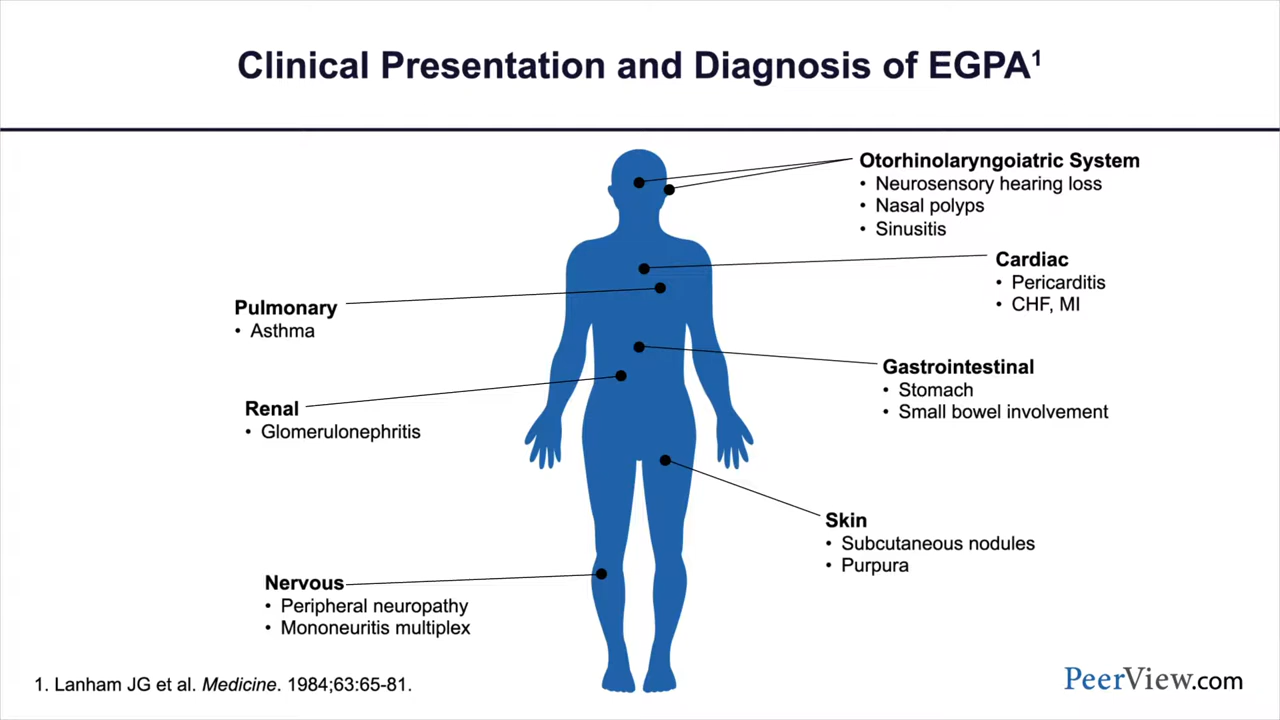 Clinical Presentation and Diagnosis of EGPA¹
Otorhinolaryngoiatric System
• Neurosensory hearing loss
• Nasal polyps
• Sinusitis
Cardiac
• Pericarditis
• CHF, MI
Pulmonary
• Asthma
Gastrointestinal
• Stomach
• Small bowel involvement
Renal
• Glomerulonephritis
Skin
• Subcutaneous nodules
• Purpura
Nervous
• Peripheral neuropathy
• Mononeuritis multiplex
1. Lanham JG et al. Medicine. 1984;63:65-81.
PeerView.com